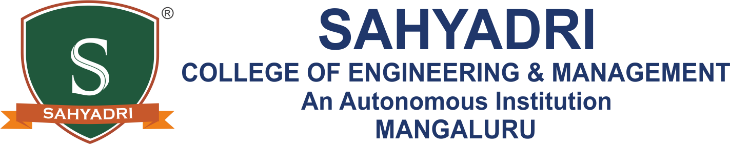 S
SAHYADRI
®
SAHYADRI
COLLEGE OF ENGINEERING & MANAGEMENT
An Autonomous Institution
MANGALURU